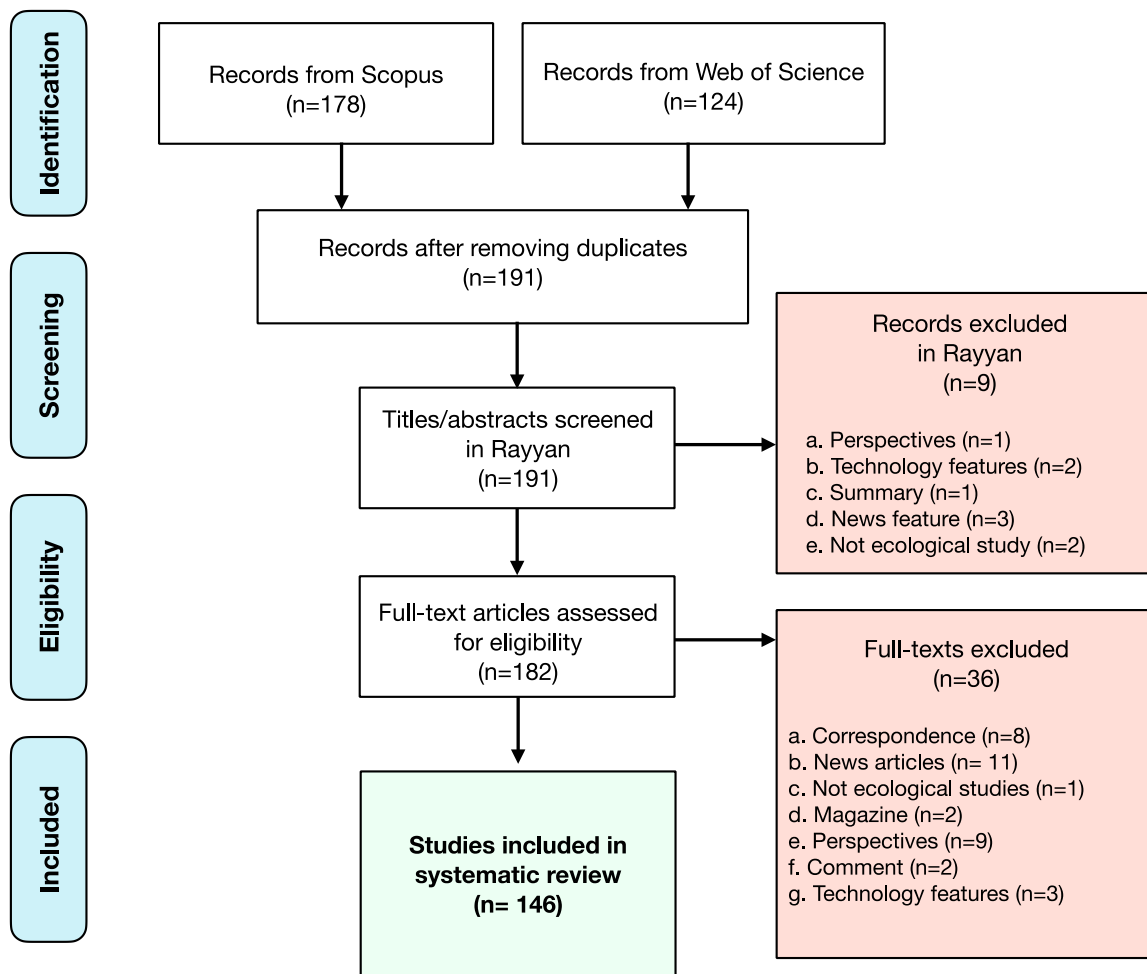 Identification
Records from Scopus
(n=178)
Records from Web of Science
(n=124)
Records after removing duplicates
(n=191)
Screening
Titles/abstracts screened
in Rayyan
(n=191)
Records excluded
in Rayyan
(n=9)
a. Perspectives (n=1)
b. Technology features (n=2)
c. Summary (n=1)
d. News feature (n=3)
e. Not ecological study (n=2)
Eligibility
Full-text articles assessed
for eligibility
(n=182)
Full-texts excluded
(n=36)
a. Correspondence (n=8)
b. News articles (n= 11)
c. Not ecological studies (n=1)
d. Magazine (n=2)
e. Perspectives (n=9)
f. Comment (n=2)
g. Technology features (n=3)
Included
Studies included in
systematic review
(n= 146)